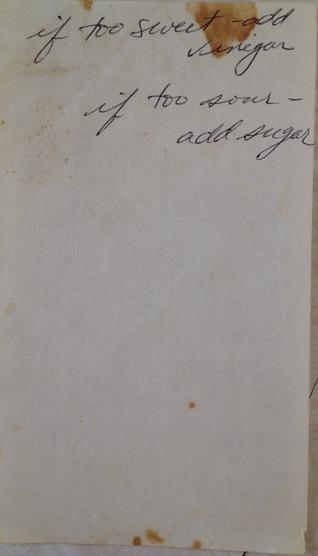 if too sweet - add
vinegar
if too sour -
add sugar